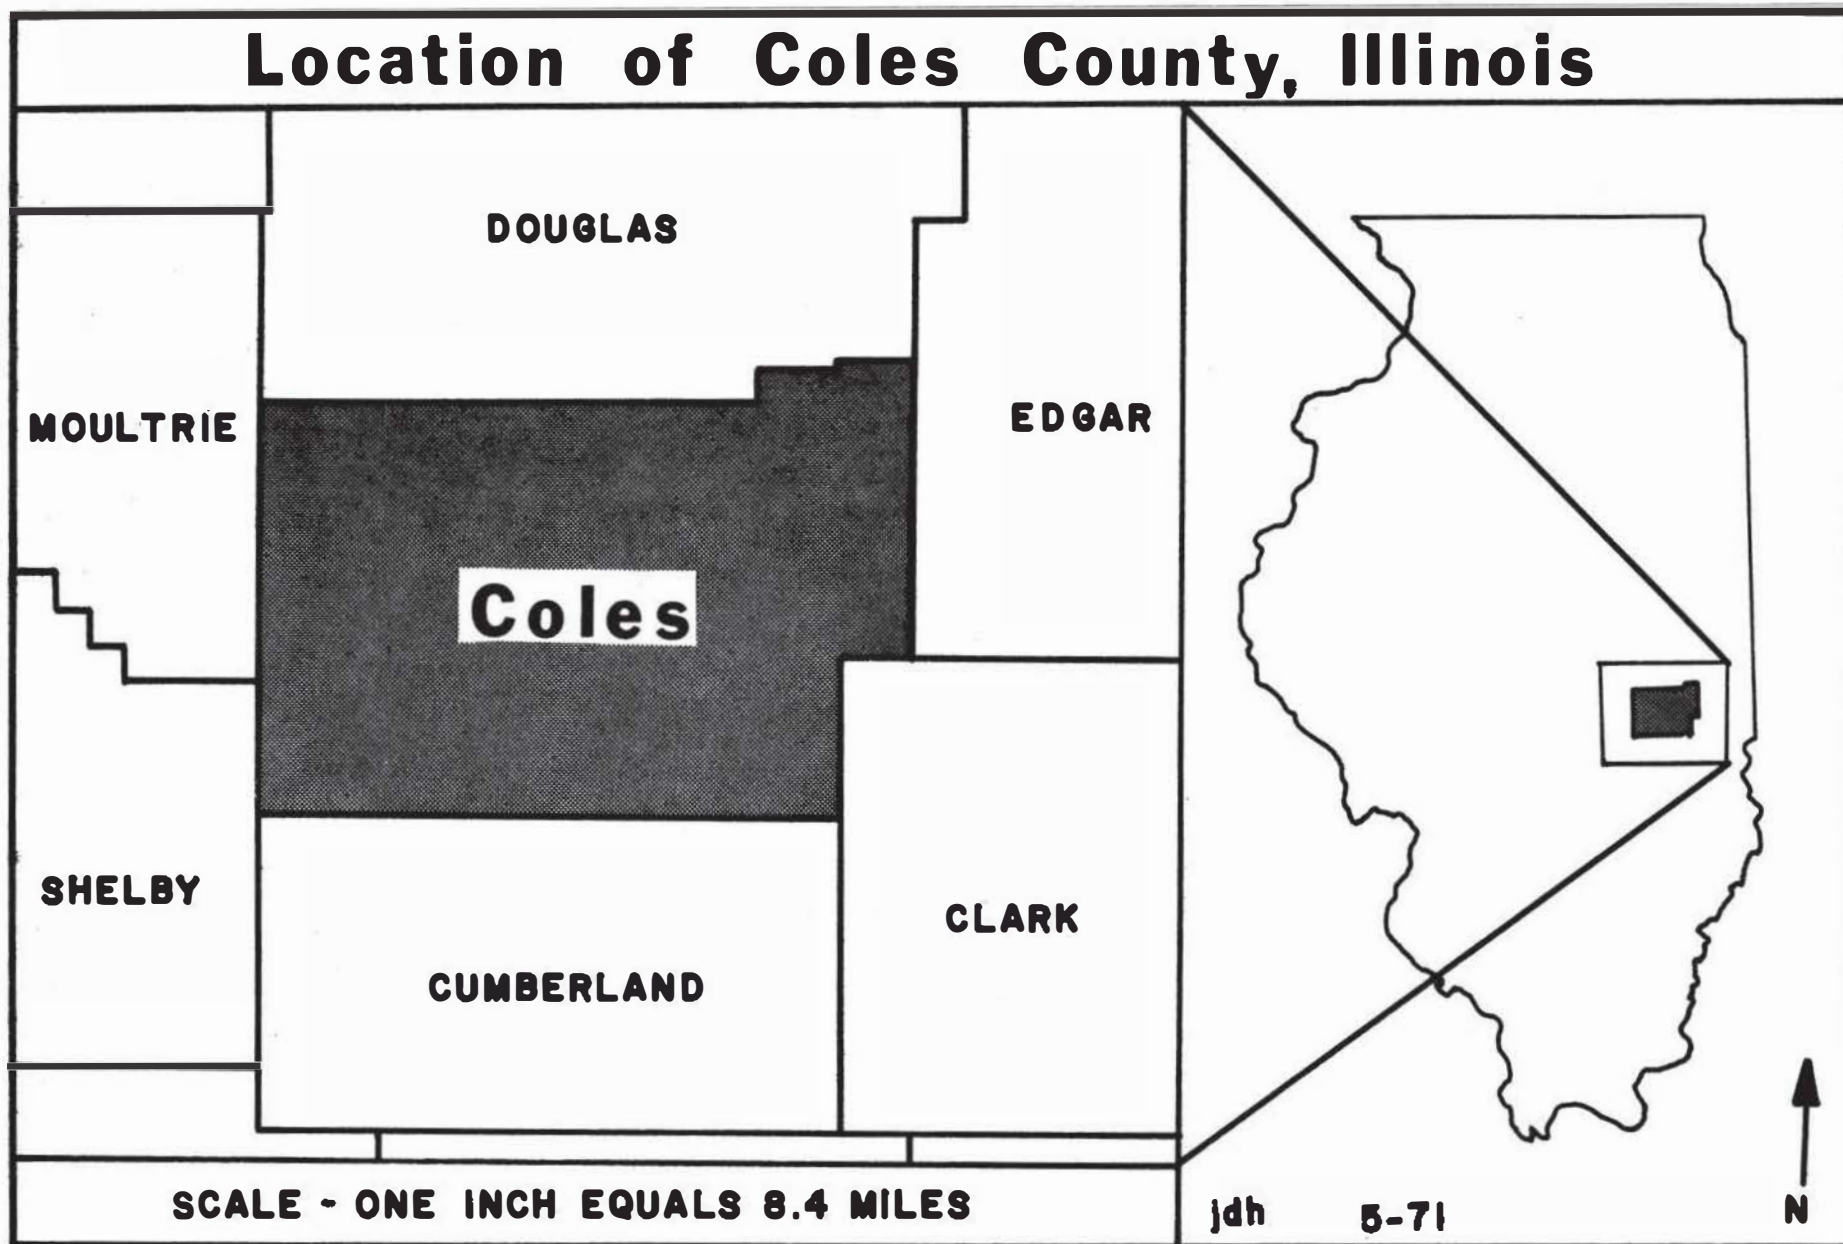 Location of Coles County, Illinois
DOUGLAS
MOULTRIE
EDGAR
Coles
SHELBY
CLARK
CUMBERLAND
SCALE - ONE INCH EQUALS 8.4 MILES
jdh 5-71
N